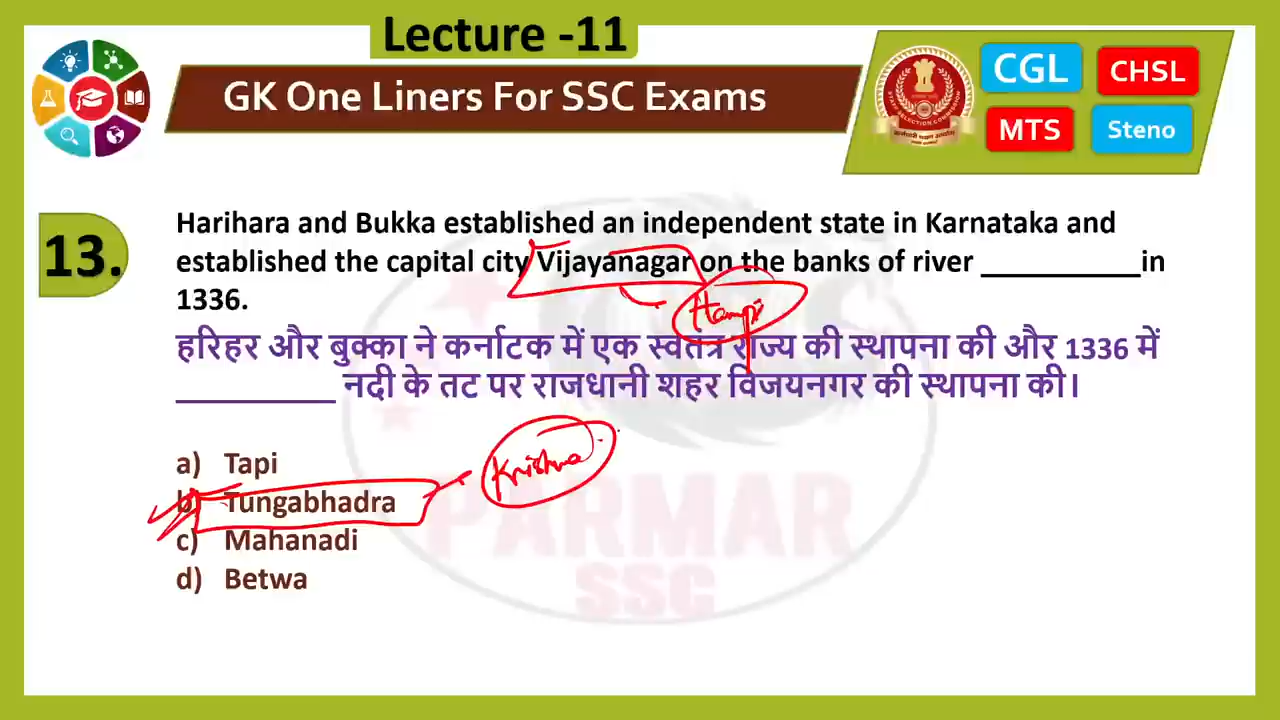 Lecture -11
GK One Liners For SSC Exams
CGL
CHSL
MTS
Steno
13.
Harihara and Bukka established an independent state in Karnataka and
established the capital city Vijayanagar on the banks of river __________in
1336.
Hampi
हरिहर और बुक्का ने कर्नाटक में एक स्वतंत्र राज्य की स्थापना की और 1336 में
__________ नदी के तट पर राजधानी शहर विजयनगर की स्थापना की।
a) Tapi
Krishna
b) Tungabhadra
c) Mahanadi
d) Betwa
PARMAR
SSC